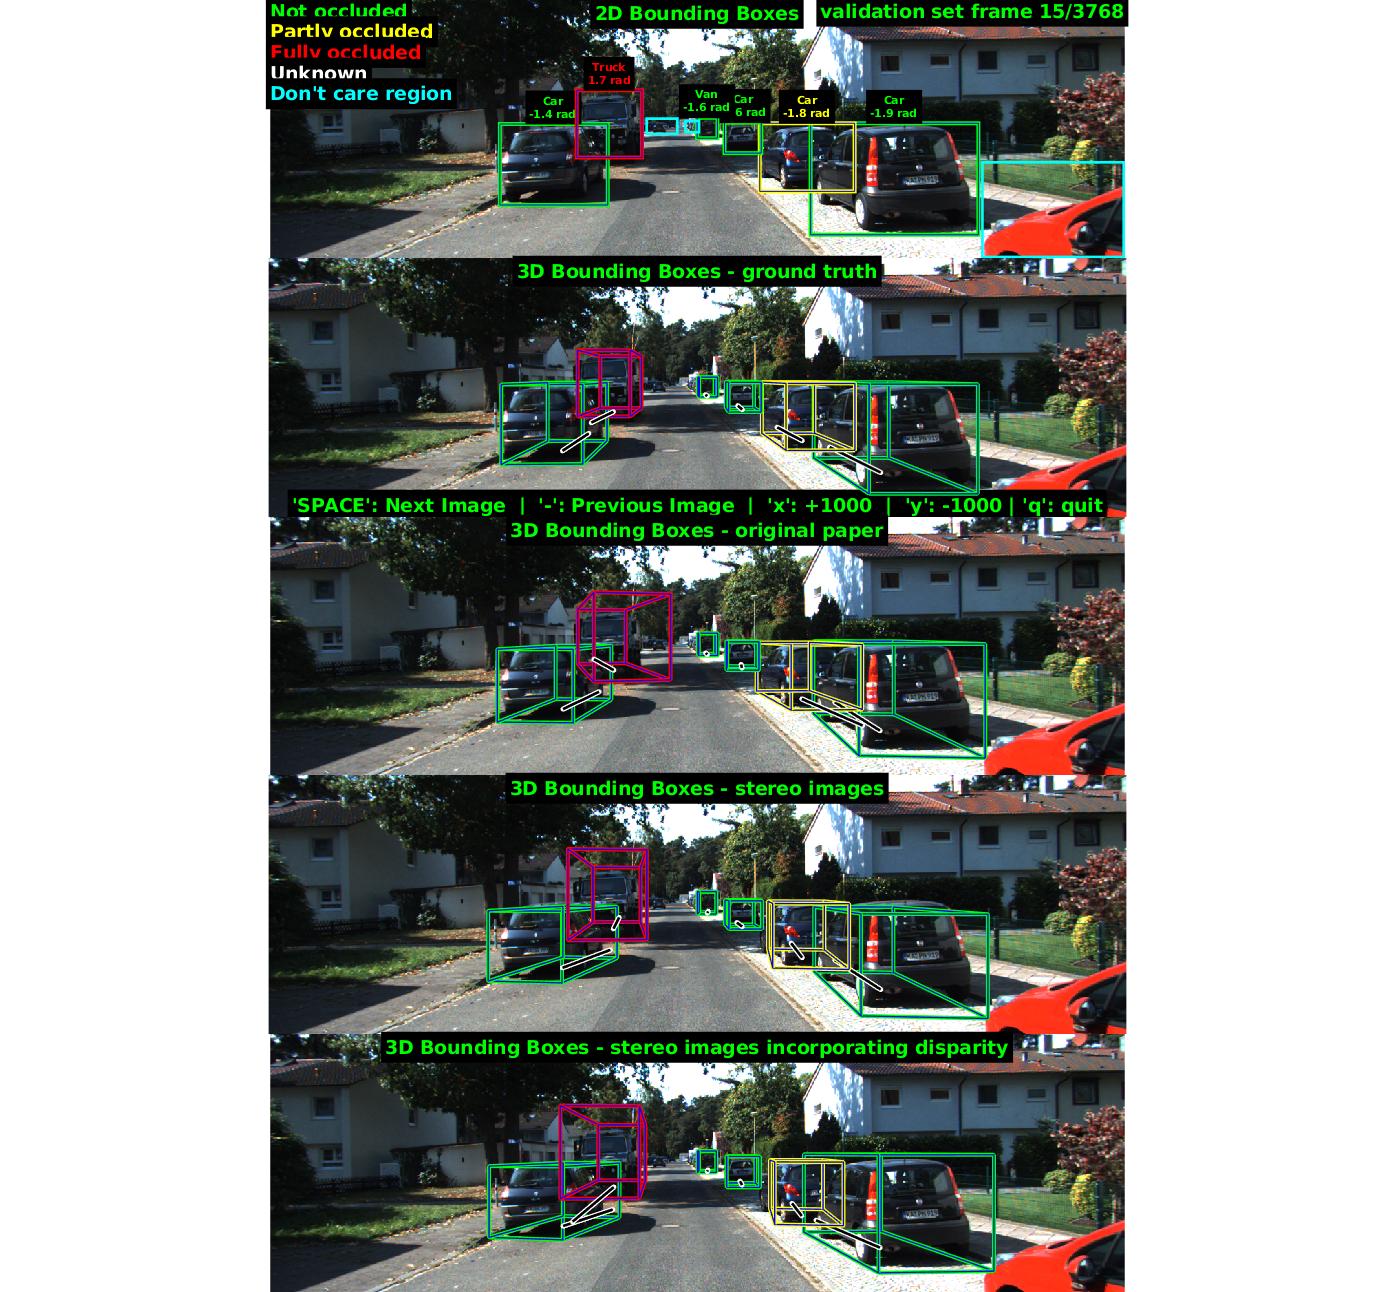 Not occluded
Partly occluded
Fully occluded
Unknown
Don't care region
2D Bounding Boxes
validation set frame 15/3768
Truck
1.7 rad
Car
-1.4 rad
Van
-1.6 rad
Car
6 rad
Car
-1.8 rad
Car
-1.9 rad
3D Bounding Boxes - ground truth
'SPACE': Next Image | '-': Previous Image | 'x': +1000 | 'y': -1000 | 'q': quit
3D Bounding Boxes - original paper
3D Bounding Boxes - stereo images
3D Bounding Boxes - stereo images incorporating disparity